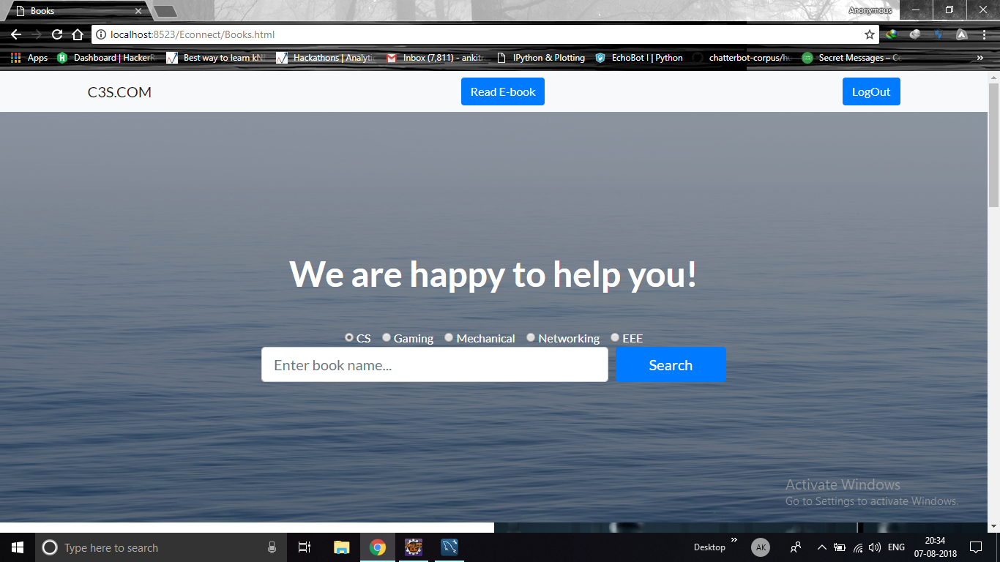 Books
Anonymous
localhost:8523/Econnect/Books.html
Apps Dashboard | HackerR Best way to learn kN Hackathons | Analytic Inbox (7,811) - ankitr IPython & Plotting EchoBot I | Python chatterbot-corpus/h Secret Messages – C »
C3S.COM Read E-book LogOut
We are happy to help you!
CS Gaming Mechanical Networking EEE
Enter book name... Search
Activate Windows
Go to Settings to activate Windows.
Type here to search Desktop » AK ENG 20:34
07-08-2018